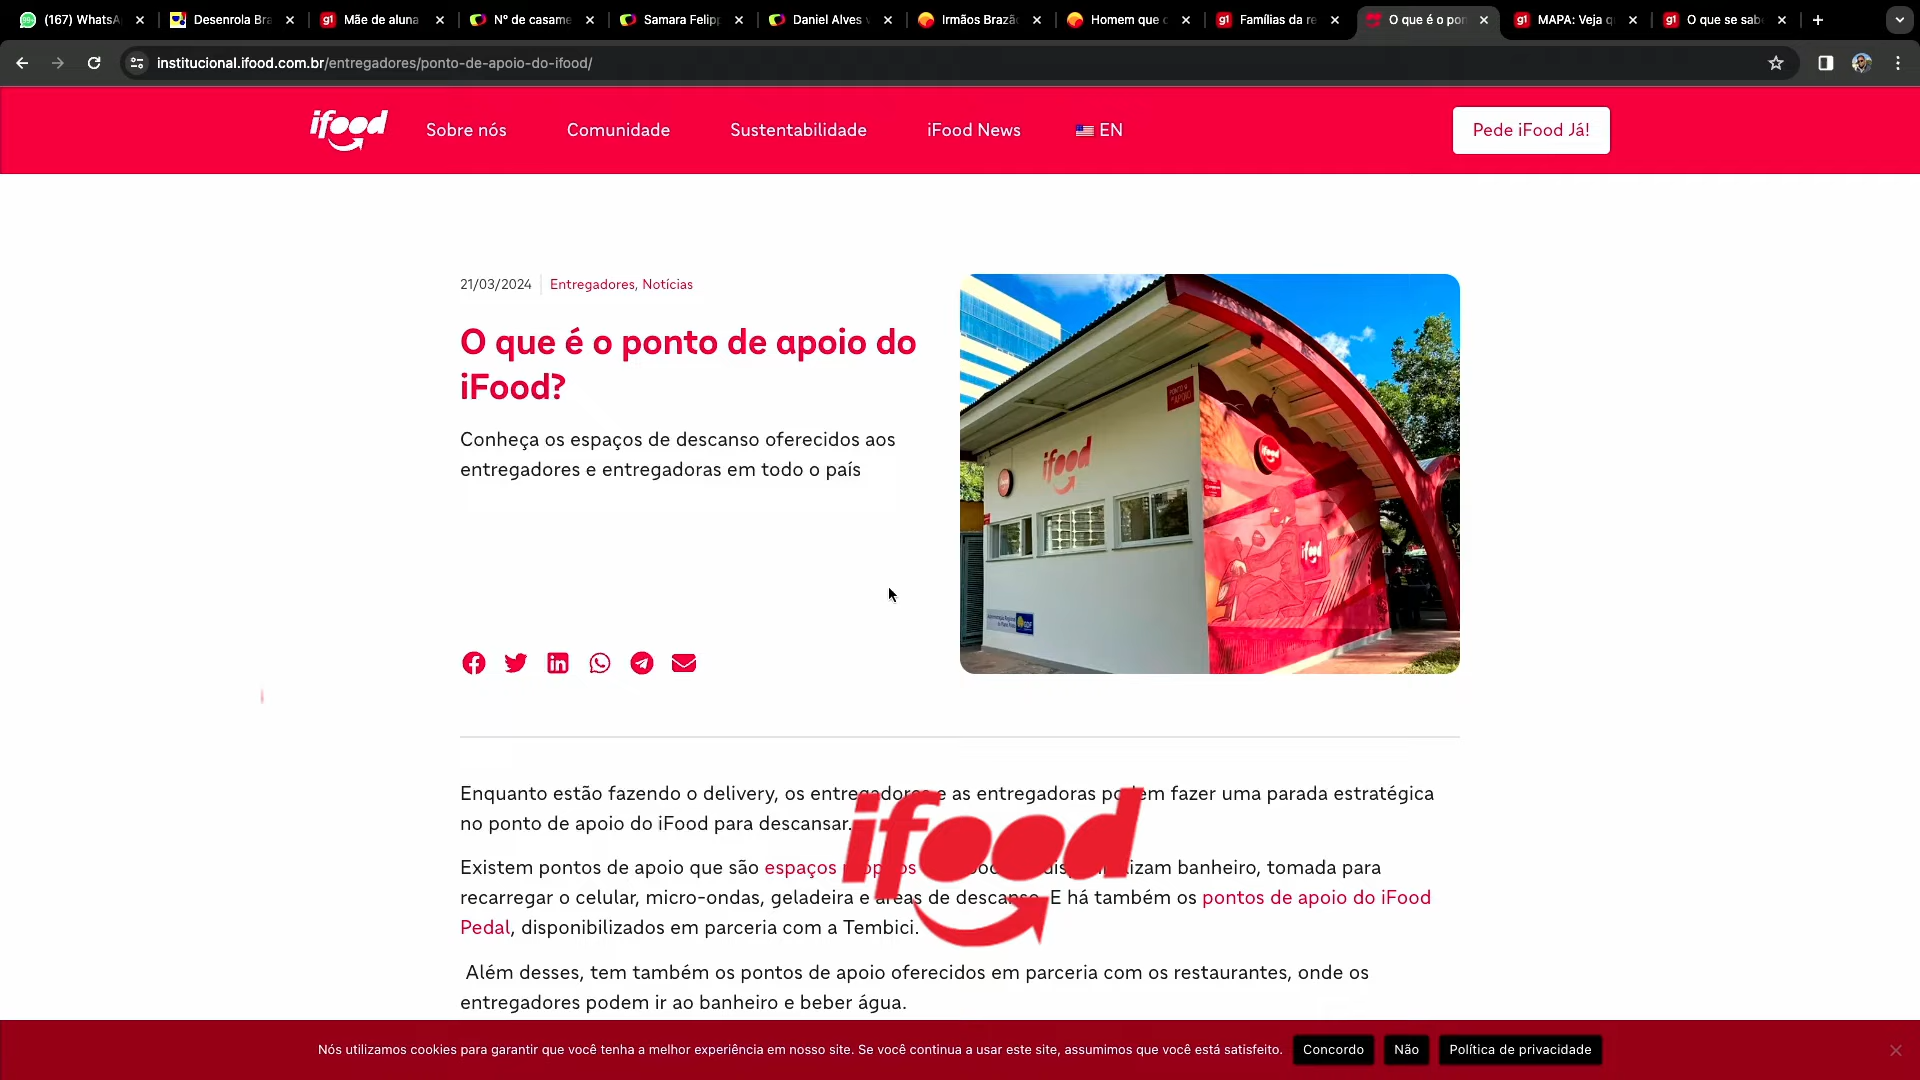 (167) WhatsA
Desenrola Bra
Mãe de aluna
Nº de casame
Samara Felipp
Daniel Alves v
Irmãos Brazão
Homem que c
Famílias da re
O que é o pon
MAPA: Veja q
O que se sab
institucional.ifood.com.br/entregadores/ponto-de-apoio-do-ifood/
ifood
Sobre nós
Comunidade
Sustentabilidade
iFood News
EN
Pede iFood Já!
21/03/2024
Entregadores, Notícias
O que é o ponto de apoio do
iFood?
Conheça os espaços de descanso oferecidos aos
entregadores e entregadoras em todo o país
PONTO DE
APOIO
ifood
ifood
ifood
Enquanto estão fazendo o delivery, os entregadores e as entregadoras podem fazer uma parada estratégica
no ponto de apoio do iFood para descansar.
Existem pontos de apoio que são espaços izam banheiro, tomada para
recarregar o celular, micro-ondas, geladeira e áreas de descanso. E há também os pontos de apoio do iFood
Pedal, disponibilizados em parceria com a Tembici.
ifood
Além desses, tem também os pontos de apoio oferecidos em parceria com os restaurantes, onde os
entregadores podem ir ao banheiro e beber água.
Nós utilizamos cookies para garantir que você tenha a melhor experiência em nosso site. Se você continua a usar este site, assumimos que você está satisfeito.
Concordo
Não
Política de privacidade